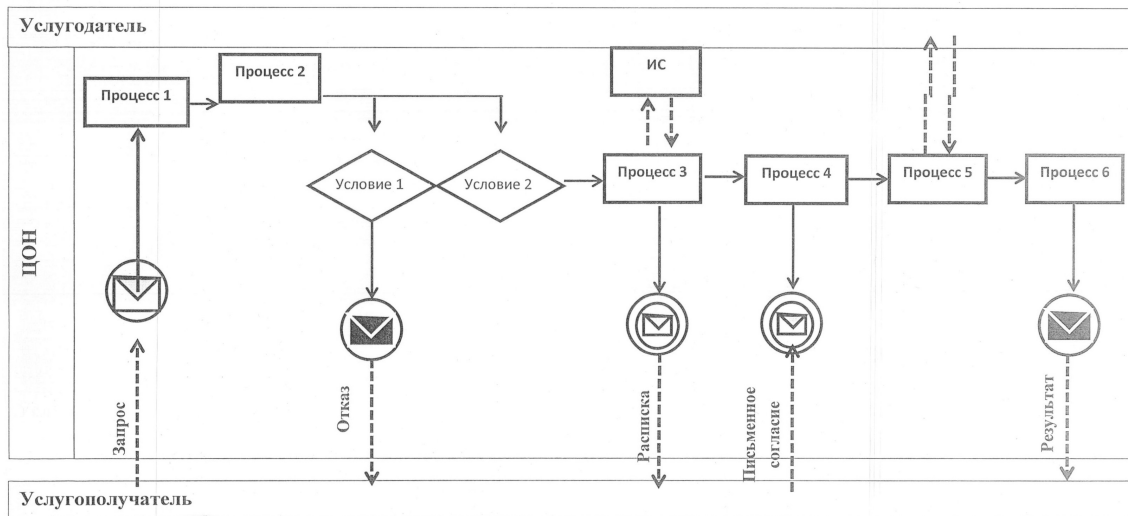 Услугодатель
ЦОН
Процесс 1
Процесс 2
ИС
Условие 1
Условие 2
Процесс 3
Процесс 4
Процесс 5
Процесс 6
Запрос
Отказ
Расписка
Письменное
согласие
Результат
Услугополучатель